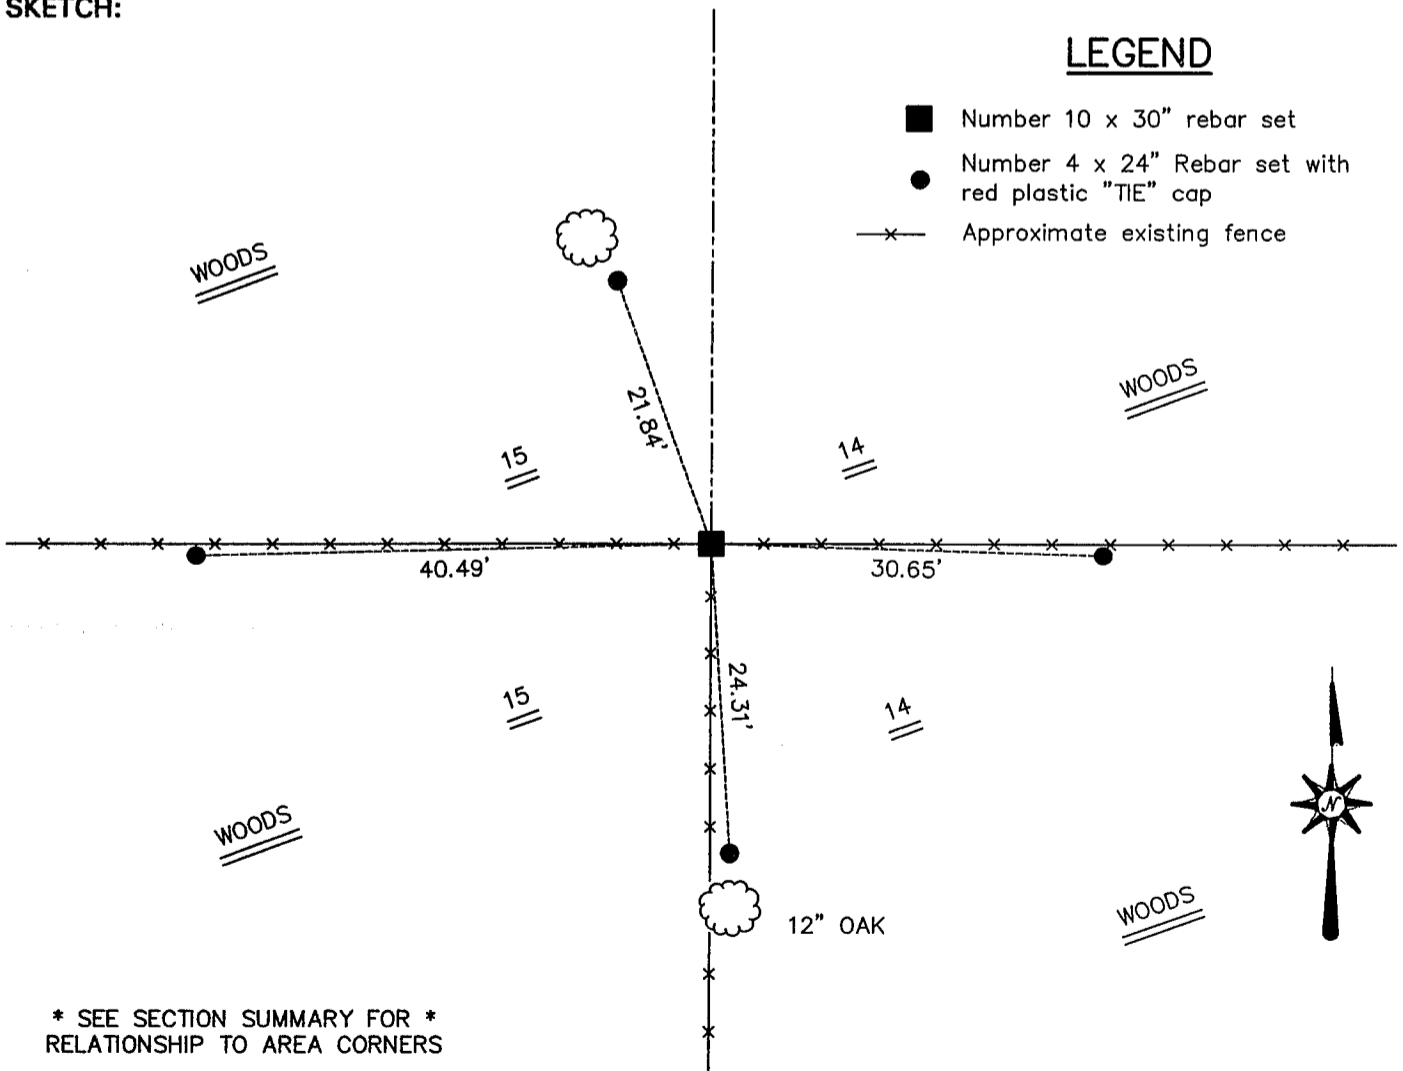 SKETCH:
LEGEND
Number 10 x 30" rebar set
Number 4 x 24" Rebar set with
red plastic "TIE" cap
Approximate existing fence
WOODS
WOODS
21.84'
15
14
40.49'
30.65'
24.31'
15
14
N
WOODS
WOODS
12" OAK
* SEE SECTION SUMMARY FOR *
RELATIONSHIP TO AREA CORNERS